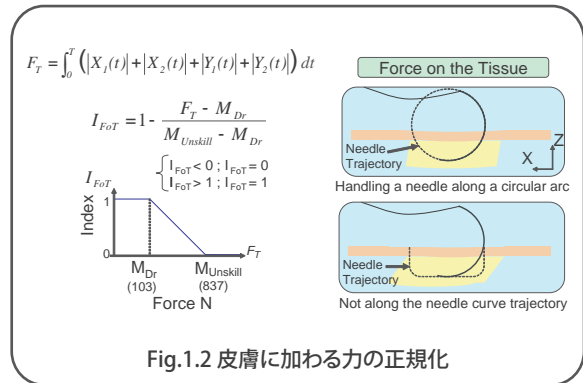 F_T = ∫_0^T (|X_1(t)| + |X_2(t)| + |Y_1(t)| + |Y_2(t)|) dt
I_FoT = 1 - (F_T - M_Dr) / (M_Unskill - M_Dr)
I_FoT < 0 ; I_FoT = 0
I_FoT > 1 ; I_FoT = 1
I_FoT
Index
1
0
F_T
M_Dr
(103)
M_Unskill
(837)
Force N
Force on the Tissue
Needle
Trajectory
Z
X
Handling a needle along a circular arc
Needle
Trajectory
Not along the needle curve trajectory
Fig.1.2 皮膚に加わる力の正規化